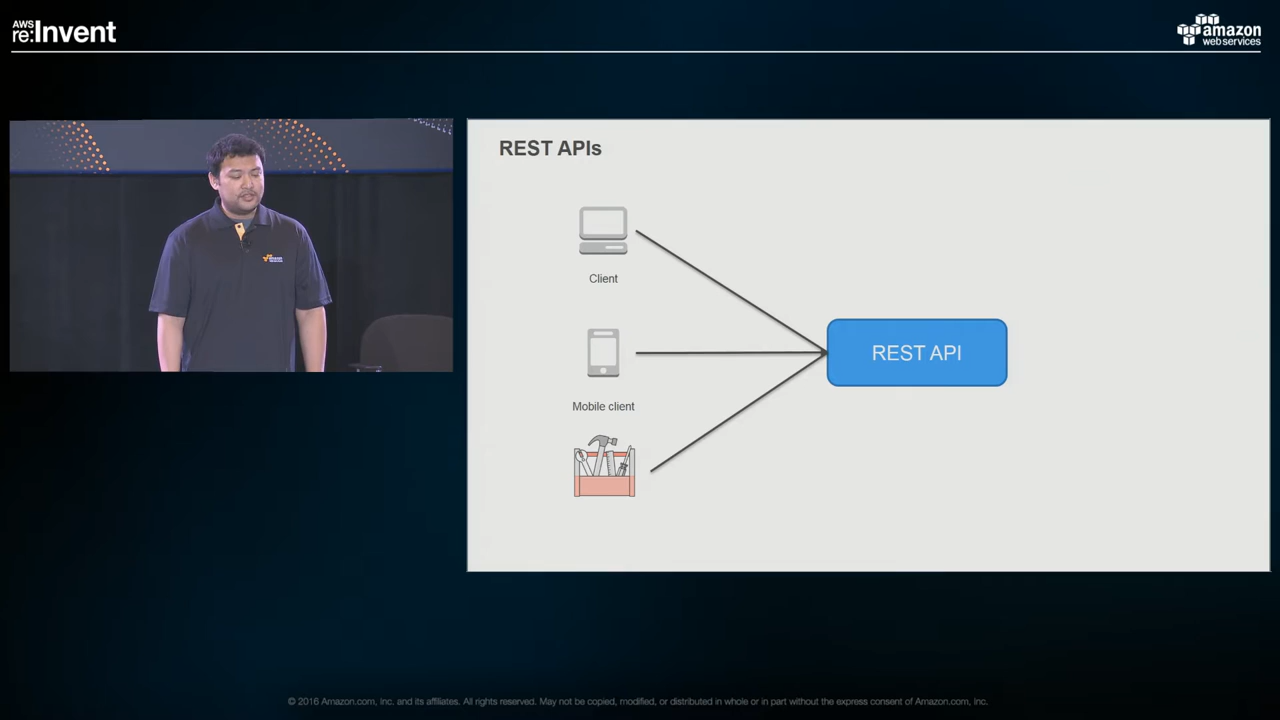 AWS
re:Invent
amazon
web services
REST APIs
Client
REST API
Mobile client
© 2016 Amazon.com, Inc. and its affiliates. All rights reserved. May not be copied, modified, or distributed in whole or in part without the express consent of Amazon.com, Inc.